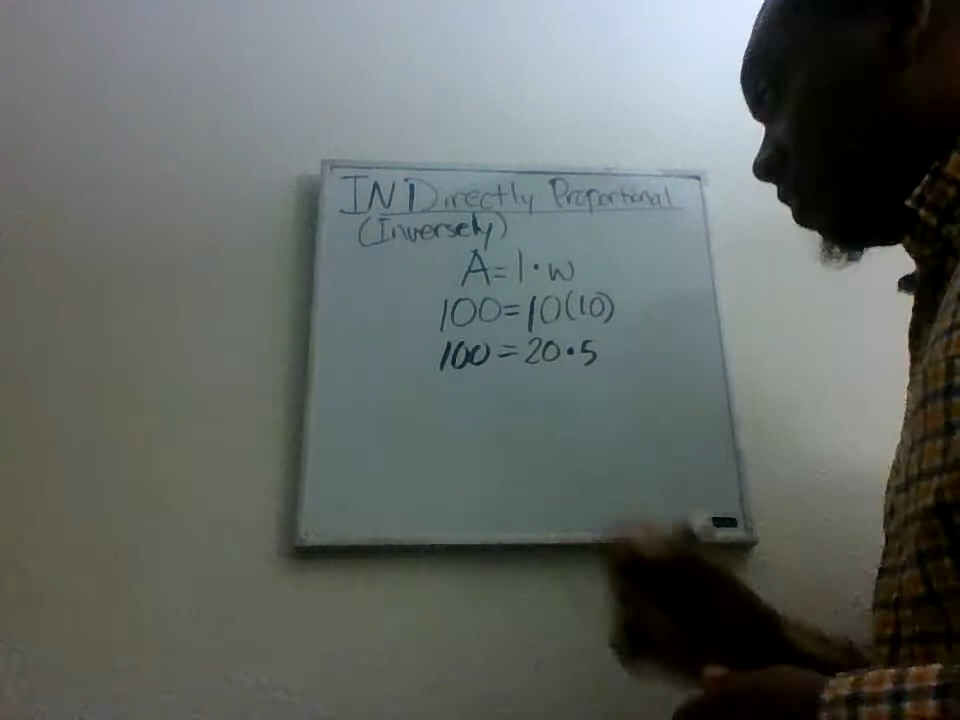 INDirectly Proportional
(Inversely)
A=l·w
100=10(10)
100=20·5